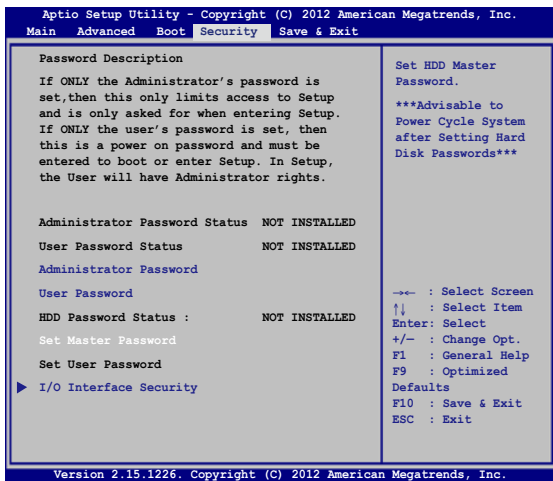 Aptio Setup Utility - Copyright (C) 2012 American Megatrends, Inc.
Main Advanced Boot Security Save & Exit
Password Description
If ONLY the Administrator's password is
set,then this only limits access to Setup
and is only asked for when entering Setup.
If ONLY the user's password is set, then
this is a power on password and must be
entered to boot or enter Setup. In Setup,
the User will have Administrator rights.
Administrator Password Status NOT INSTALLED
User Password Status NOT INSTALLED
Administrator Password
User Password
HDD Password Status : NOT INSTALLED
Set Master Password
Set User Password
I/O Interface Security
Set HDD Master
Password.
***Advisable to
Power Cycle System
after Setting Hard
Disk Passwords***
→← : Select Screen
↑↓ : Select Item
Enter: Select
+/— : Change Opt.
F1 : General Help
F9 : Optimized
Defaults
F10 : Save & Exit
ESC : Exit
Version 2.15.1226. Copyright (C) 2012 American Megatrends, Inc.